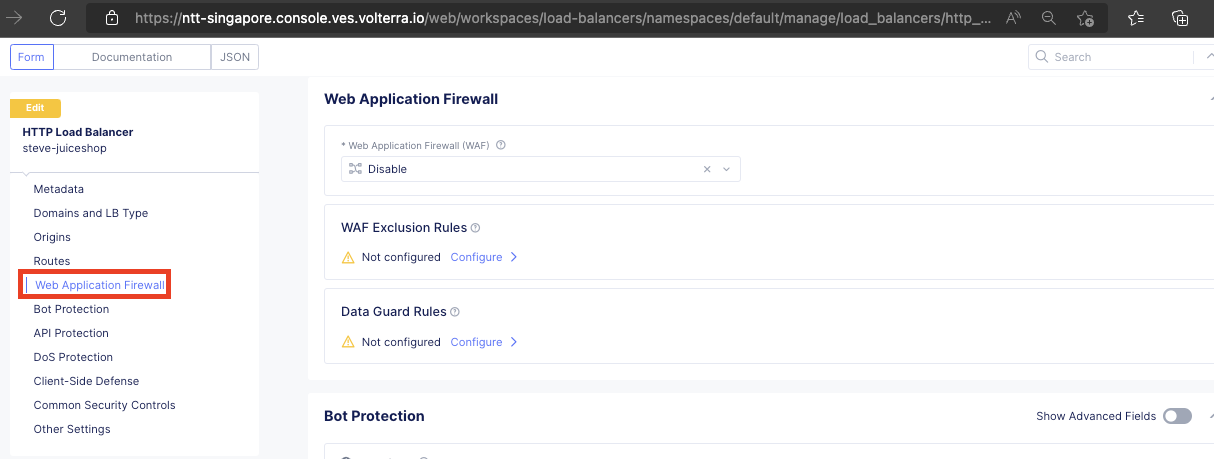 https://ntt-singapore.console.ves.volterra.io/web/workspaces/load-balancers/namespaces/default/manage/load_balancers/http_...
Form
Documentation
JSON
Search
Edit
HTTP Load Balancer
steve-juiceshop
Metadata
Domains and LB Type
Origins
Routes
Web Application Firewall
Bot Protection
API Protection
DoS Protection
Client-Side Defense
Common Security Controls
Other Settings
Web Application Firewall
* Web Application Firewall (WAF)
Disable
WAF Exclusion Rules
Not configured Configure
Data Guard Rules
Not configured Configure
Bot Protection
Show Advanced Fields